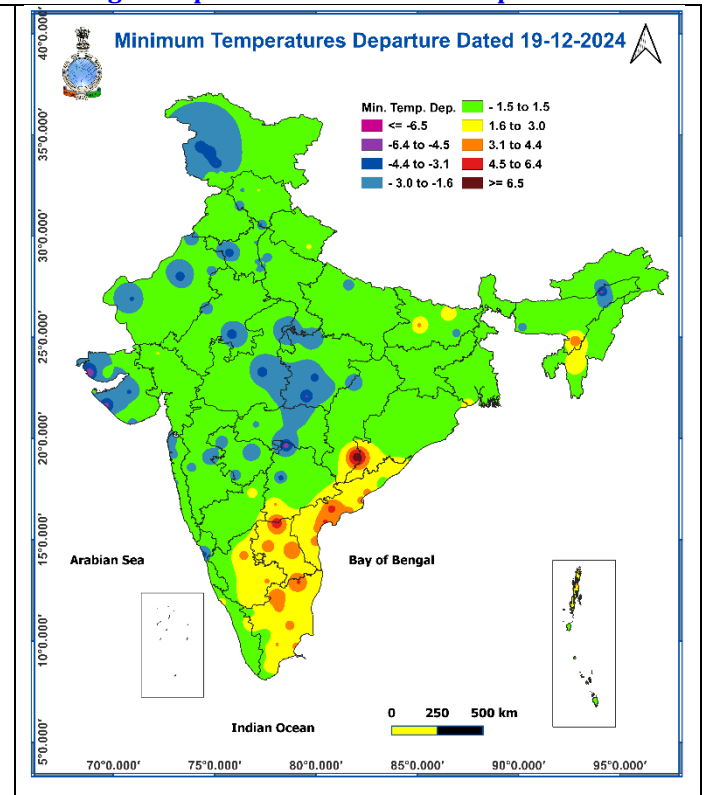 Minimum Temperatures Departure Dated 19-12-2024
Min. Temp. Dep.
<= -6.5
-6.4 to -4.5
-4.4 to -3.1
- 3.0 to -1.6
- 1.5 to 1.5
1.6 to 3.0
3.1 to 4.4
4.5 to 6.4
>= 6.5
40°0.000'
35°0.000'
30°0.000'
25°0.000'
20°0.000'
15°0.000'
10°0.000'
5°0.000'
Arabian Sea
Bay of Bengal
Indian Ocean
0 250 500 km
70°0.000' 75°0.000' 80°0.000' 85°0.000' 90°0.000' 95°0.000'